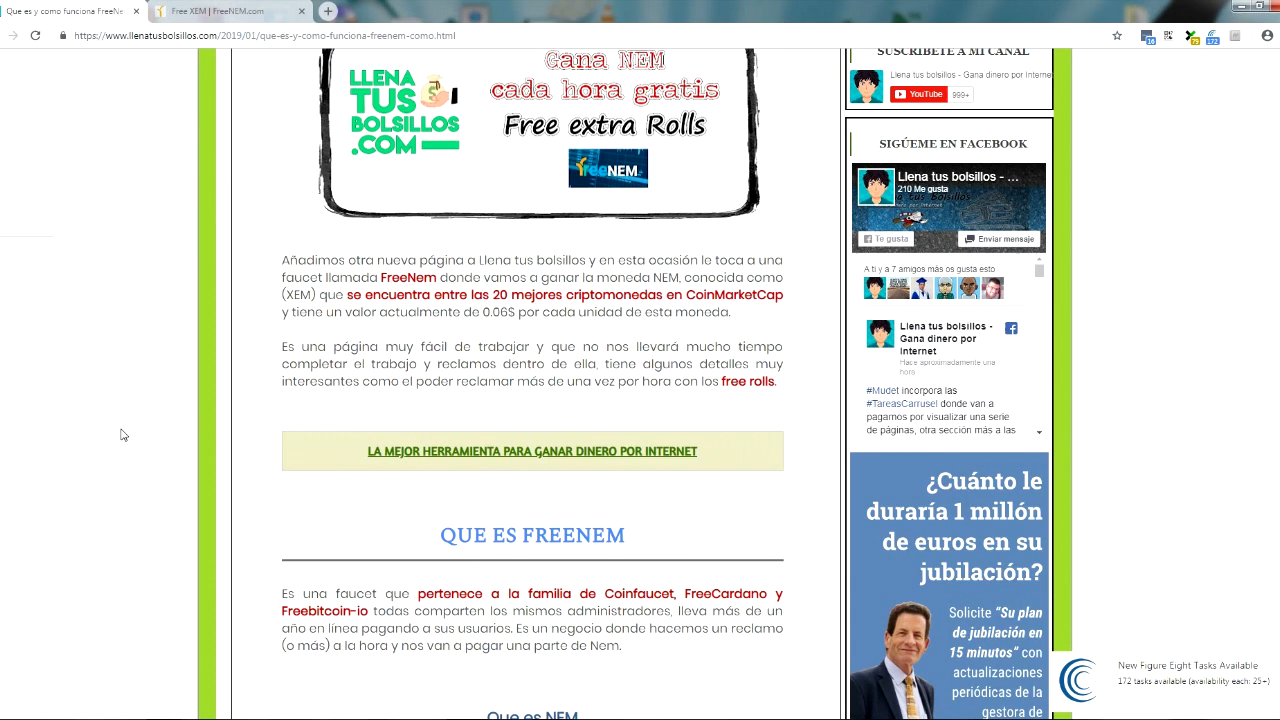 Que es y como funciona FreeNe
Free XEM | FreeNEM.com
https://www.llenatusbolsillos.com/2019/01/que-es-y-como-funciona-freenem-como.html
16
73
172
LLENA
TUS
BOLSILLOS
.COM
Gana NEM
cada hora gratis
Free extra Rolls
freeNEM.
Añadimos otra nueva página a Llena tus bolsillos y en esta ocasión le toca a una
faucet llamada FreeNem donde vamos a ganar la moneda NEM, conocida como
(XEM) que se encuentra entre las 20 mejores criptomonedas en CoinMarketCap
y tiene un valor actualmente de 0.06$ por cada unidad de esta moneda.
Es una página muy fácil de trabajar y que no nos llevará mucho tiempo
completar el trabajo y reclamos dentro de ella, tiene algunos detalles muy
interesantes como el poder reclamar más de una vez por hora con los free rolls.
LA MEJOR HERRAMIENTA PARA GANAR DINERO POR INTERNET
QUE ES FREENEM
Es una faucet que pertenece a la familia de Coinfaucet, FreeCardano y
Freebitcoin-io todas comparten los mismos administradores, lleva más de un
año en línea pagando a sus usuarios. Es un negocio donde hacemos un reclamo
(o más) a la hora y nos van a pagar una parte de Nem.
Que es NEM
SUSCRIBETE A MI CANAL
Llena tus bolsillos - Gana dinero por Interne
YouTube 999+
SIGÚEME EN FACEBOOK
Llena tus bolsillos - ...
210 Me gusta
Te gusta
Enviar mensaje
A ti y a 7 amigos más os gusta esto
Llena tus bolsillos -
Gana dinero por
Internet
Hace aproximadamente una
hora
#Mudet incorpora las
#TareasCarrusel donde van a
pagarnos por visualizar una serie
de páginas, otra sección más a las
¿Cuánto le
duraría 1 millón
de euros en su
jubilación?
Solicite "Su plan
de jubilación en
15 minutos" con
actualizaciones
periódicas de la
gestora de
New Figure Eight Tasks Available
172 tasks available (availability each: 25+)